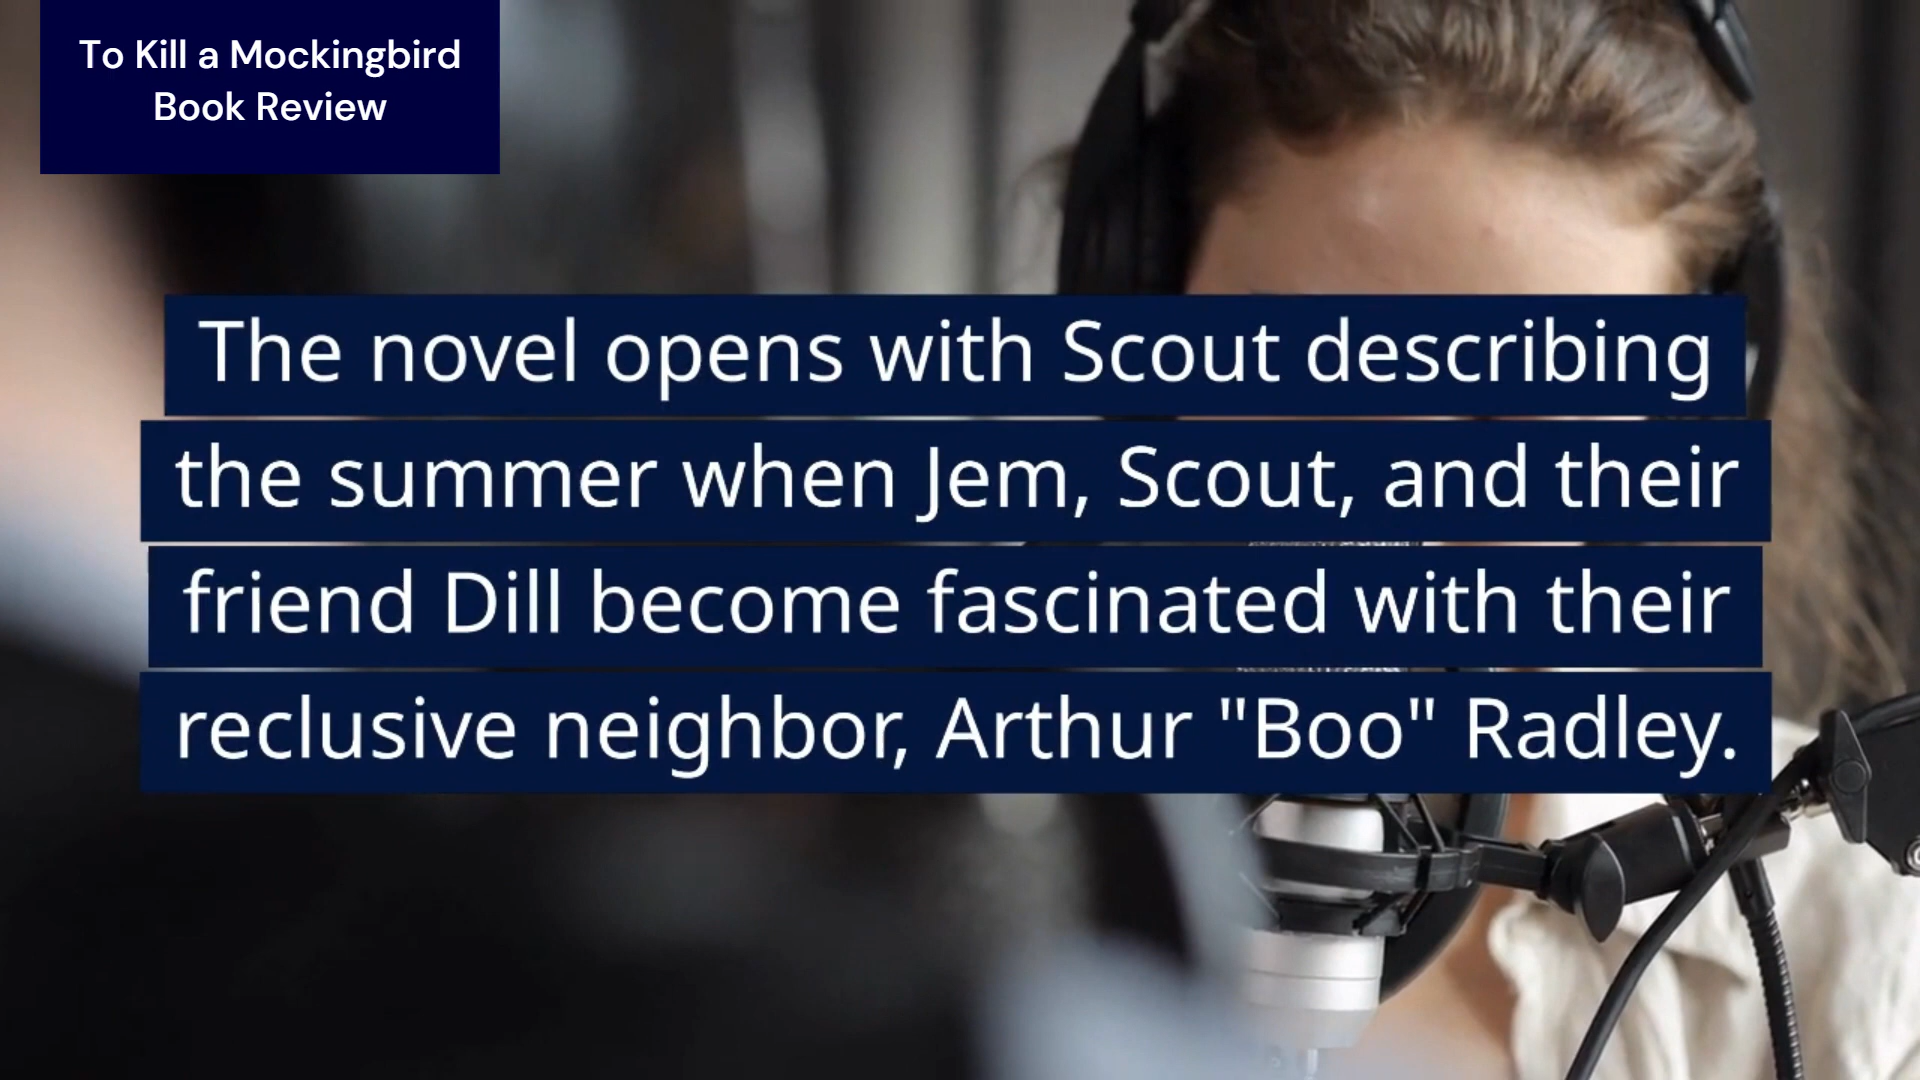 To Kill a Mockingbird
Book Review
The novel opens with Scout describing
the summer when Jem, Scout, and their
friend Dill become fascinated with their
reclusive neighbor, Arthur "Boo" Radley.